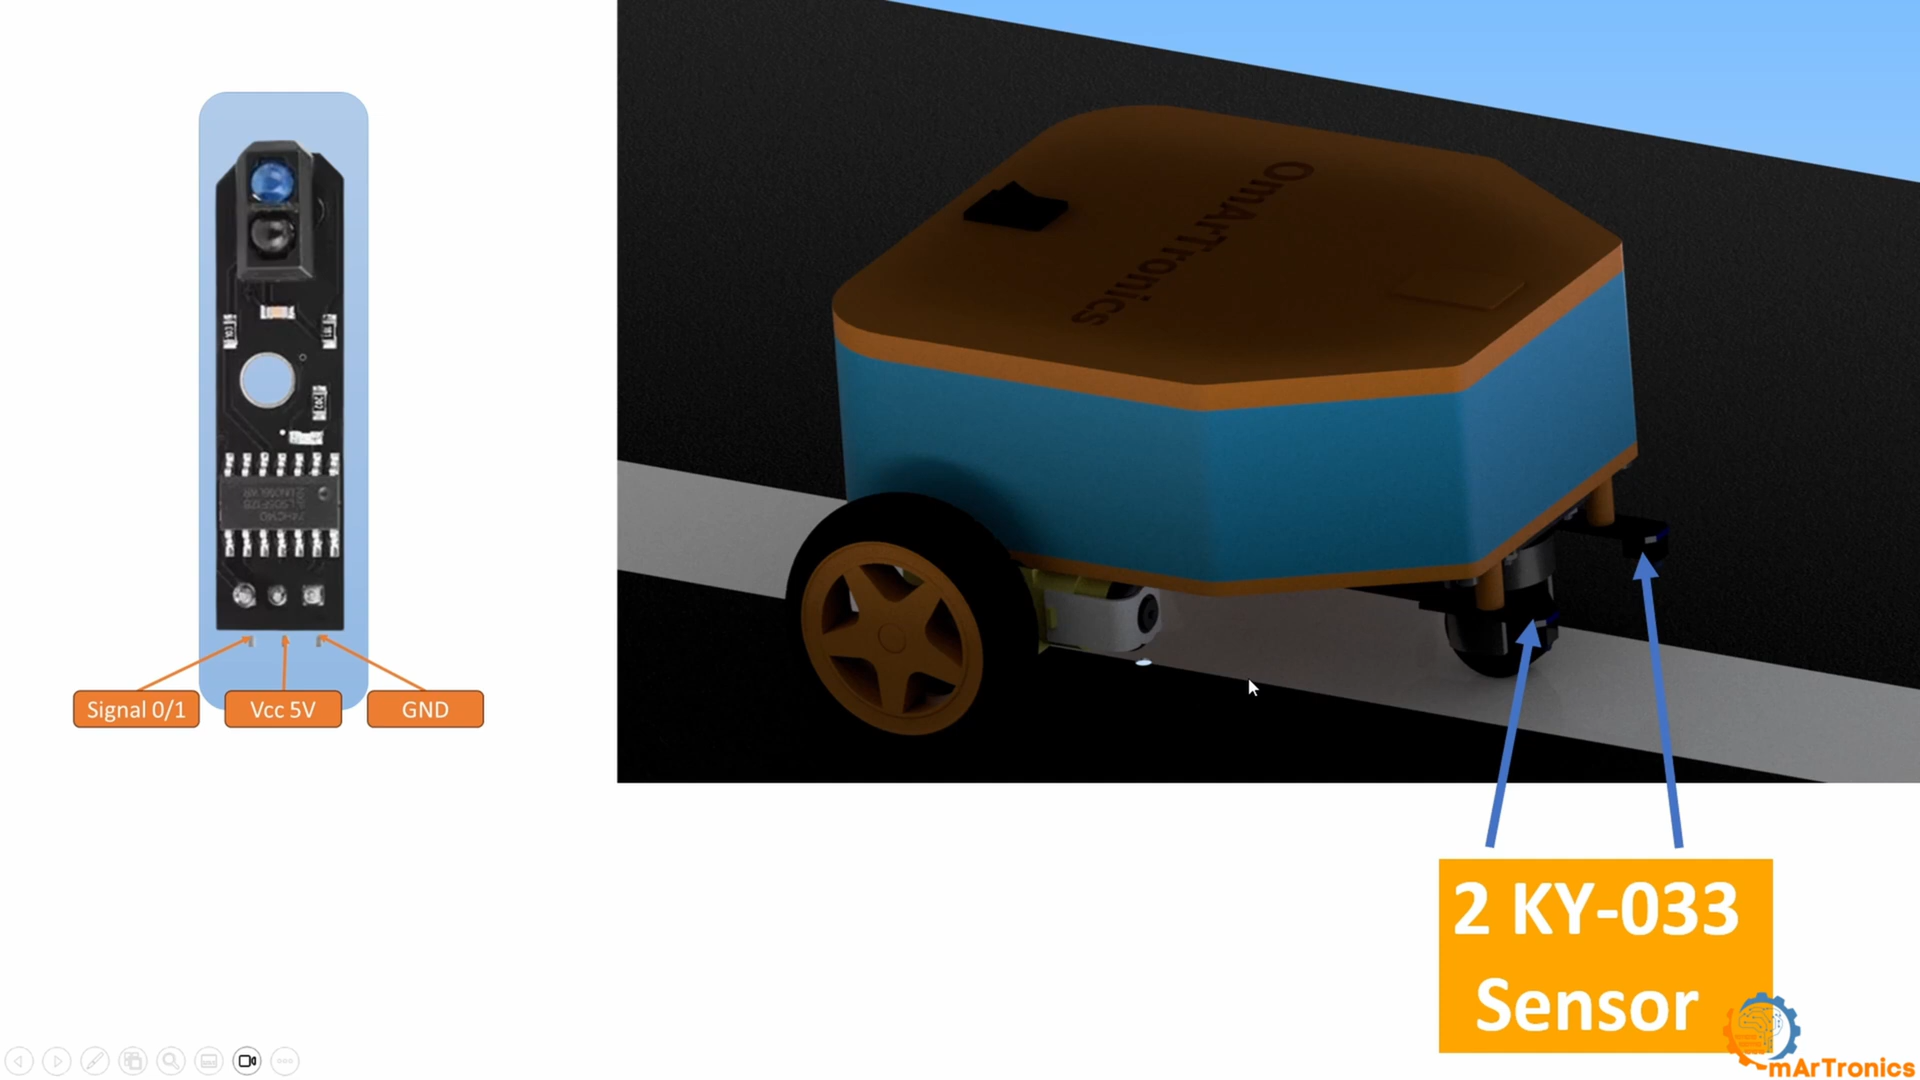 OmArTronics
Signal 0/1
Vcc 5V
GND
2 KY-033
Sensor
mArTronics